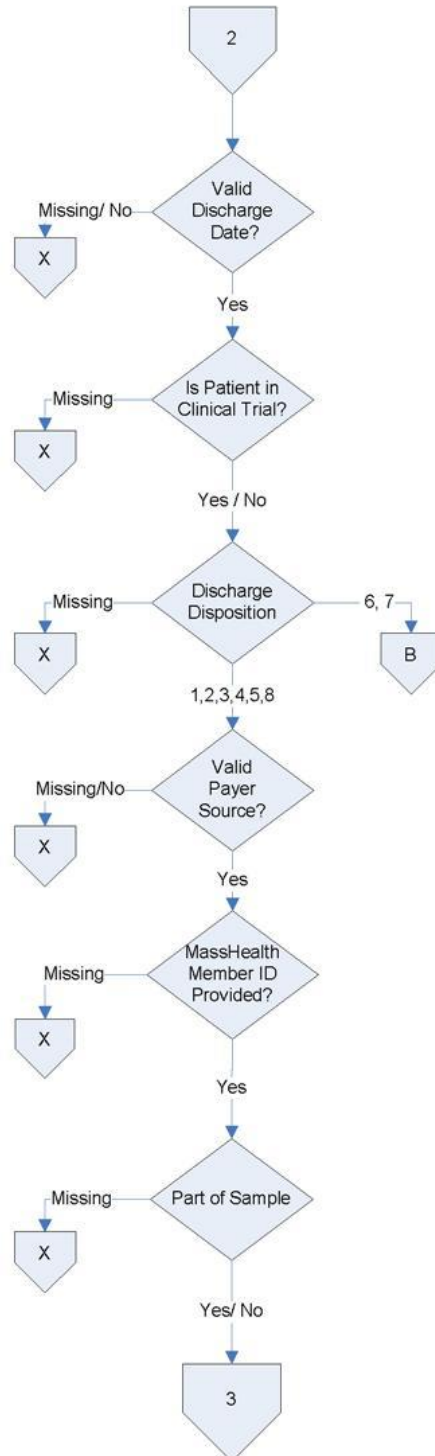 2
Valid
Discharge
Date?
Missing/ No
X
Yes
Is Patient in
Clinical Trial?
Missing
X
Yes / No
Discharge
Disposition
Missing
6, 7
X
B
1,2,3,4,5,8
Valid
Payer
Source?
Missing/No
X
Yes
MassHealth
Member ID
Provided?
Missing
X
Yes
Part of Sample
Missing
X
Yes/ No
3